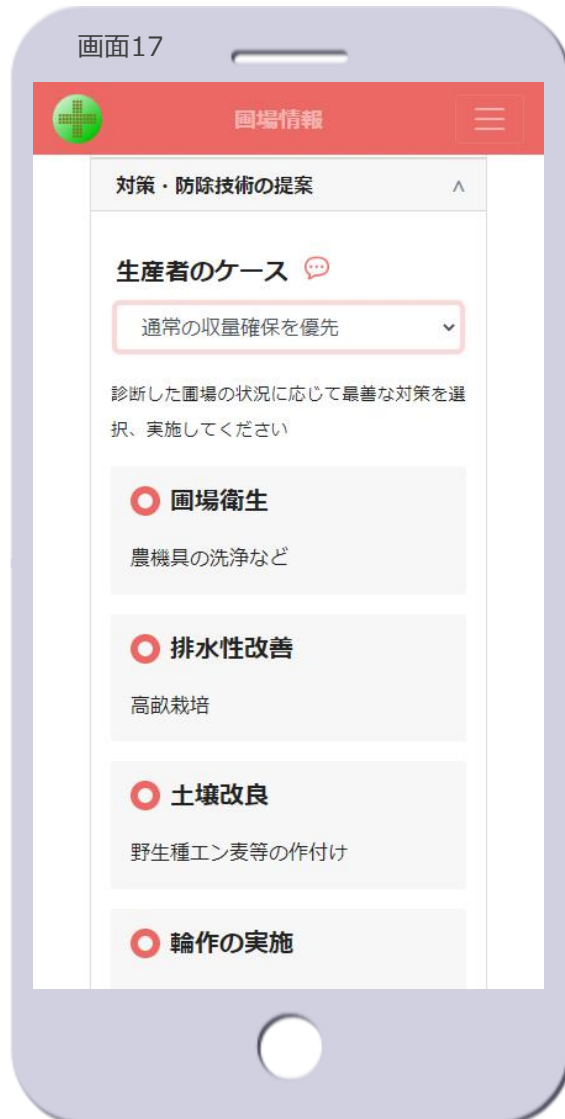 画面17
圃場情報
対策・防除技術の提案
生産者のケース
通常の収量確保を優先
診断した圃場の状況に応じて最善な対策を選
択、実施してください
圃場衛生
農機具の洗浄など
排水性改善
高畝栽培
土壌改良
野生種エン麦等の作付け
輪作の実施